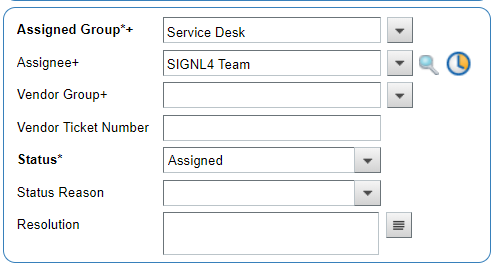 Assigned Group*+ Service Desk
Assignee+ SIGNL4 Team
Vendor Group+
Vendor Ticket Number
Status* Assigned
Status Reason
Resolution